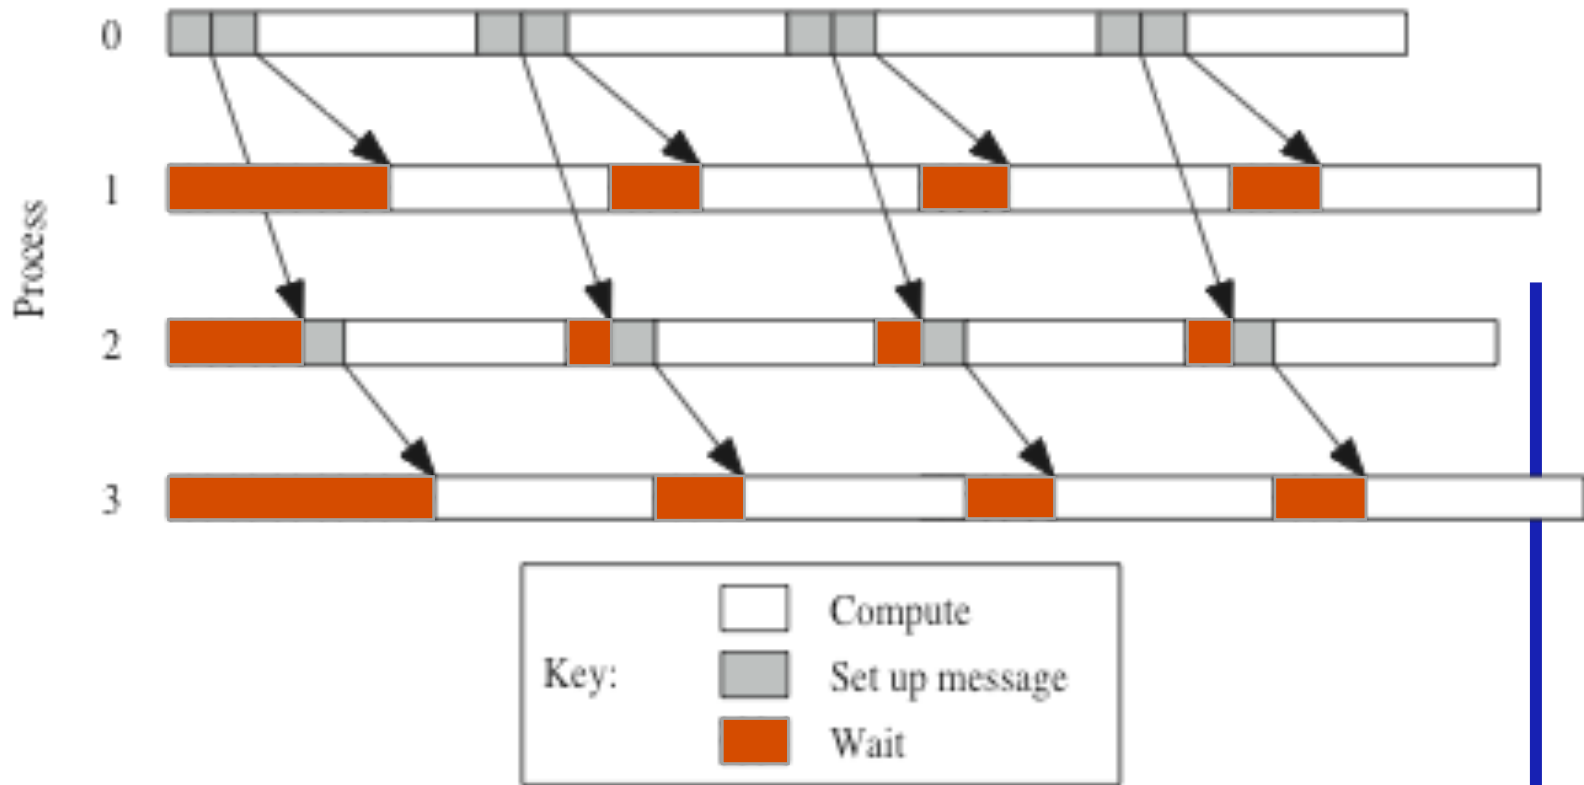 Process
0
1
2
3
Key:
Compute
Set up message
Wait